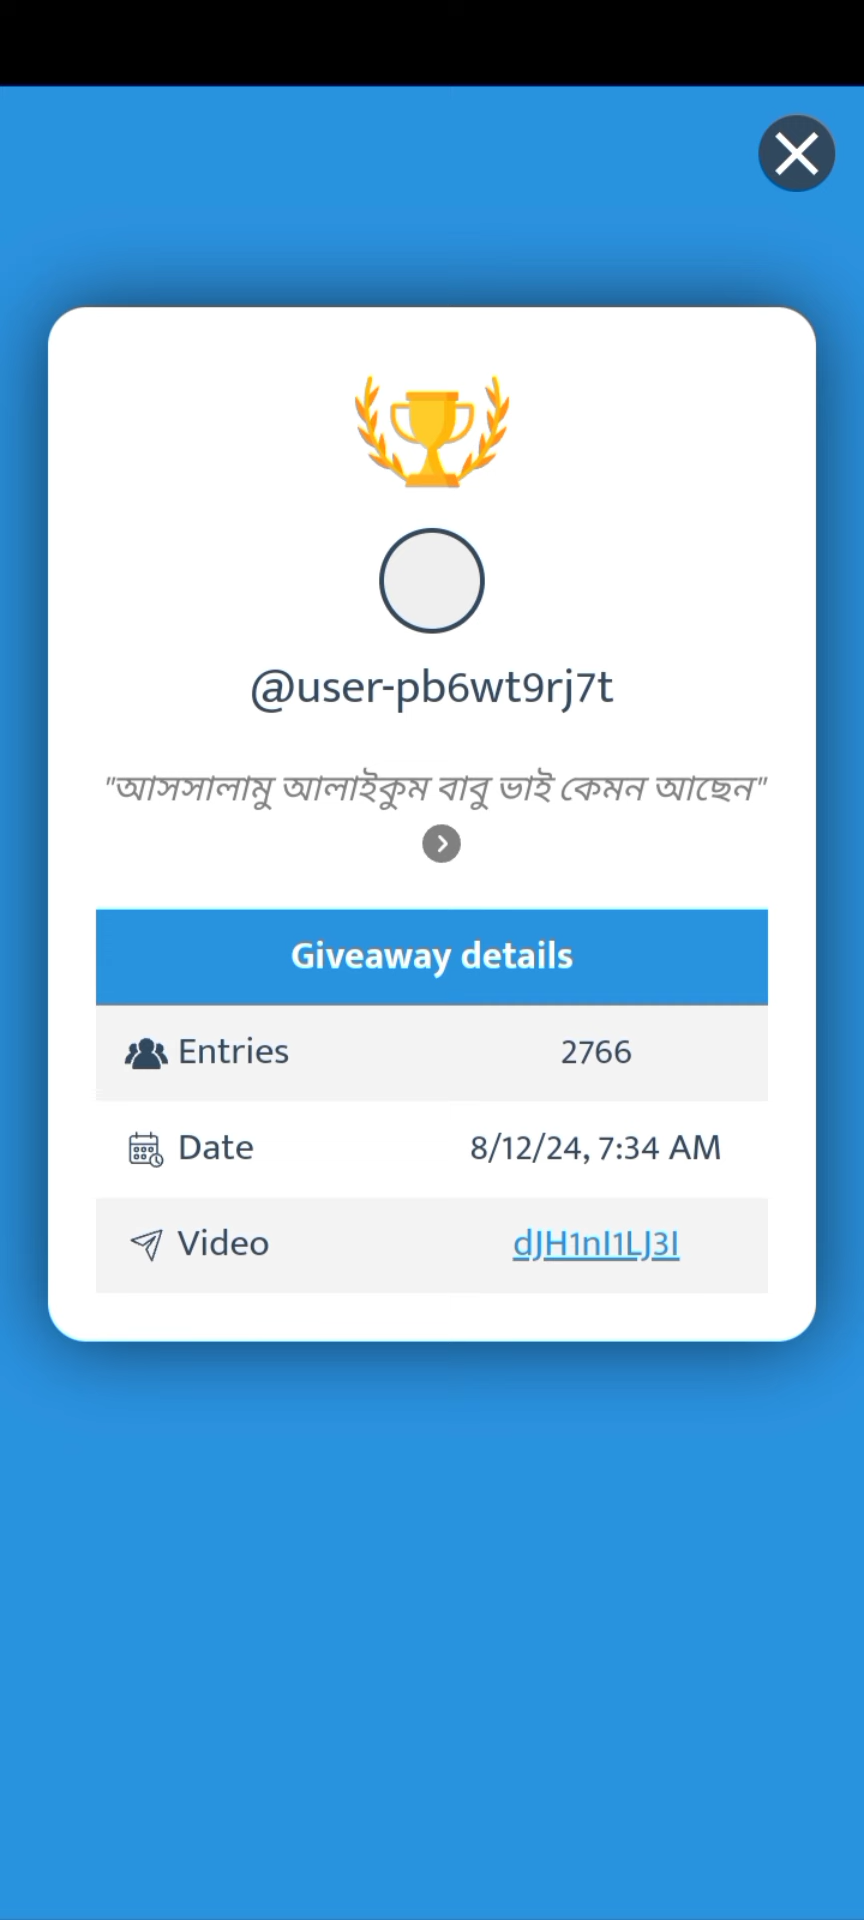 @user-pb6wt9rj7t
"আসসালামু আলাইকুম বাবু ভাই কেমন আছেন"
Giveaway details
Entries 2766
Date 8/12/24, 7:34 AM
Video dJH1nI1LJ3I